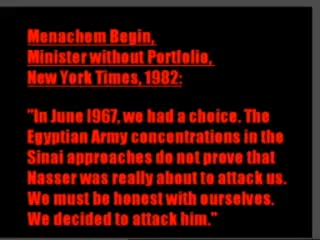 Menachem Begin,
Minister without Portfolio,
New York Times, 1982:
"In June 1967, we had a choice. The
Egyptian Army concentrations in the
Sinai approaches do not prove that
Nasser was really about to attack us.
We must be honest with ourselves.
We decided to attack him."